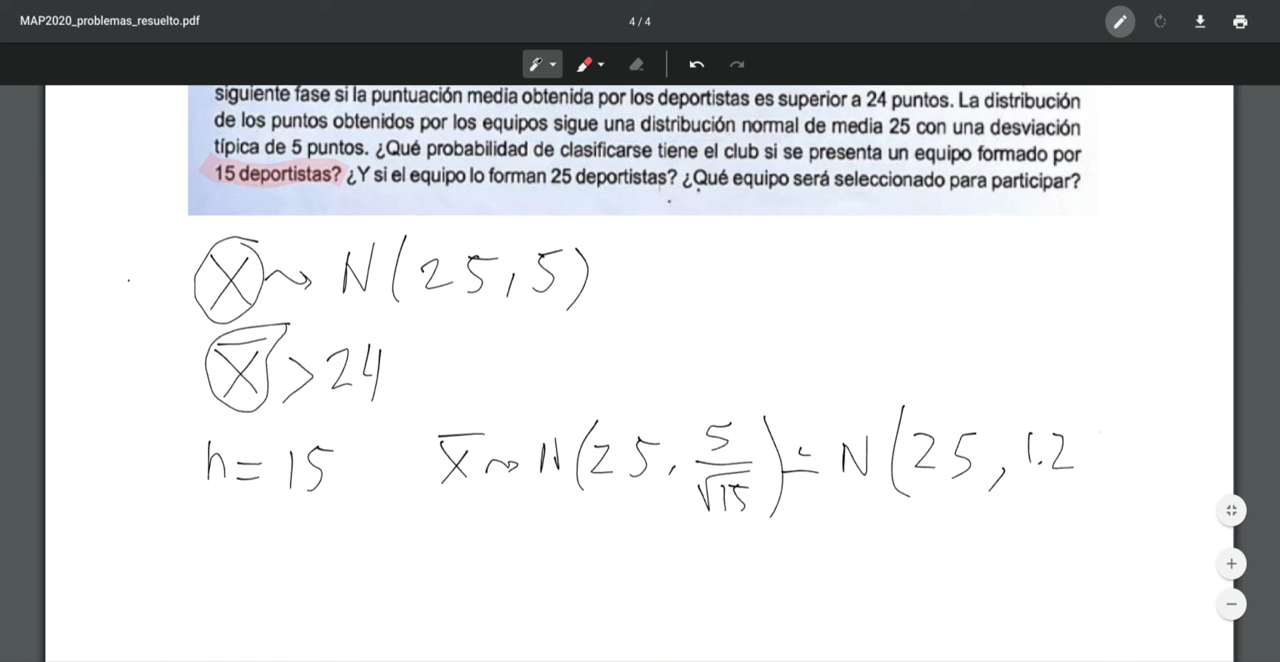 MAP2020_problemas_resuelto.pdf
4 / 4
siguiente fase si la puntuación media obtenida por los deportistas es superior a 24 puntos. La distribución
de los puntos obtenidos por los equipos sigue una distribución normal de media 25 con una desviación
típica de 5 puntos. ¿Qué probabilidad de clasificarse tiene el club si se presenta un equipo formado por
15 deportistas? ¿Y si el equipo lo forman 25 deportistas? ¿Qué equipo será seleccionado para participar?
X ~> N(25, 5)
X̅ > 24
n = 15 X̅ ~> N(25, 5/√15) = N(25, 1.2